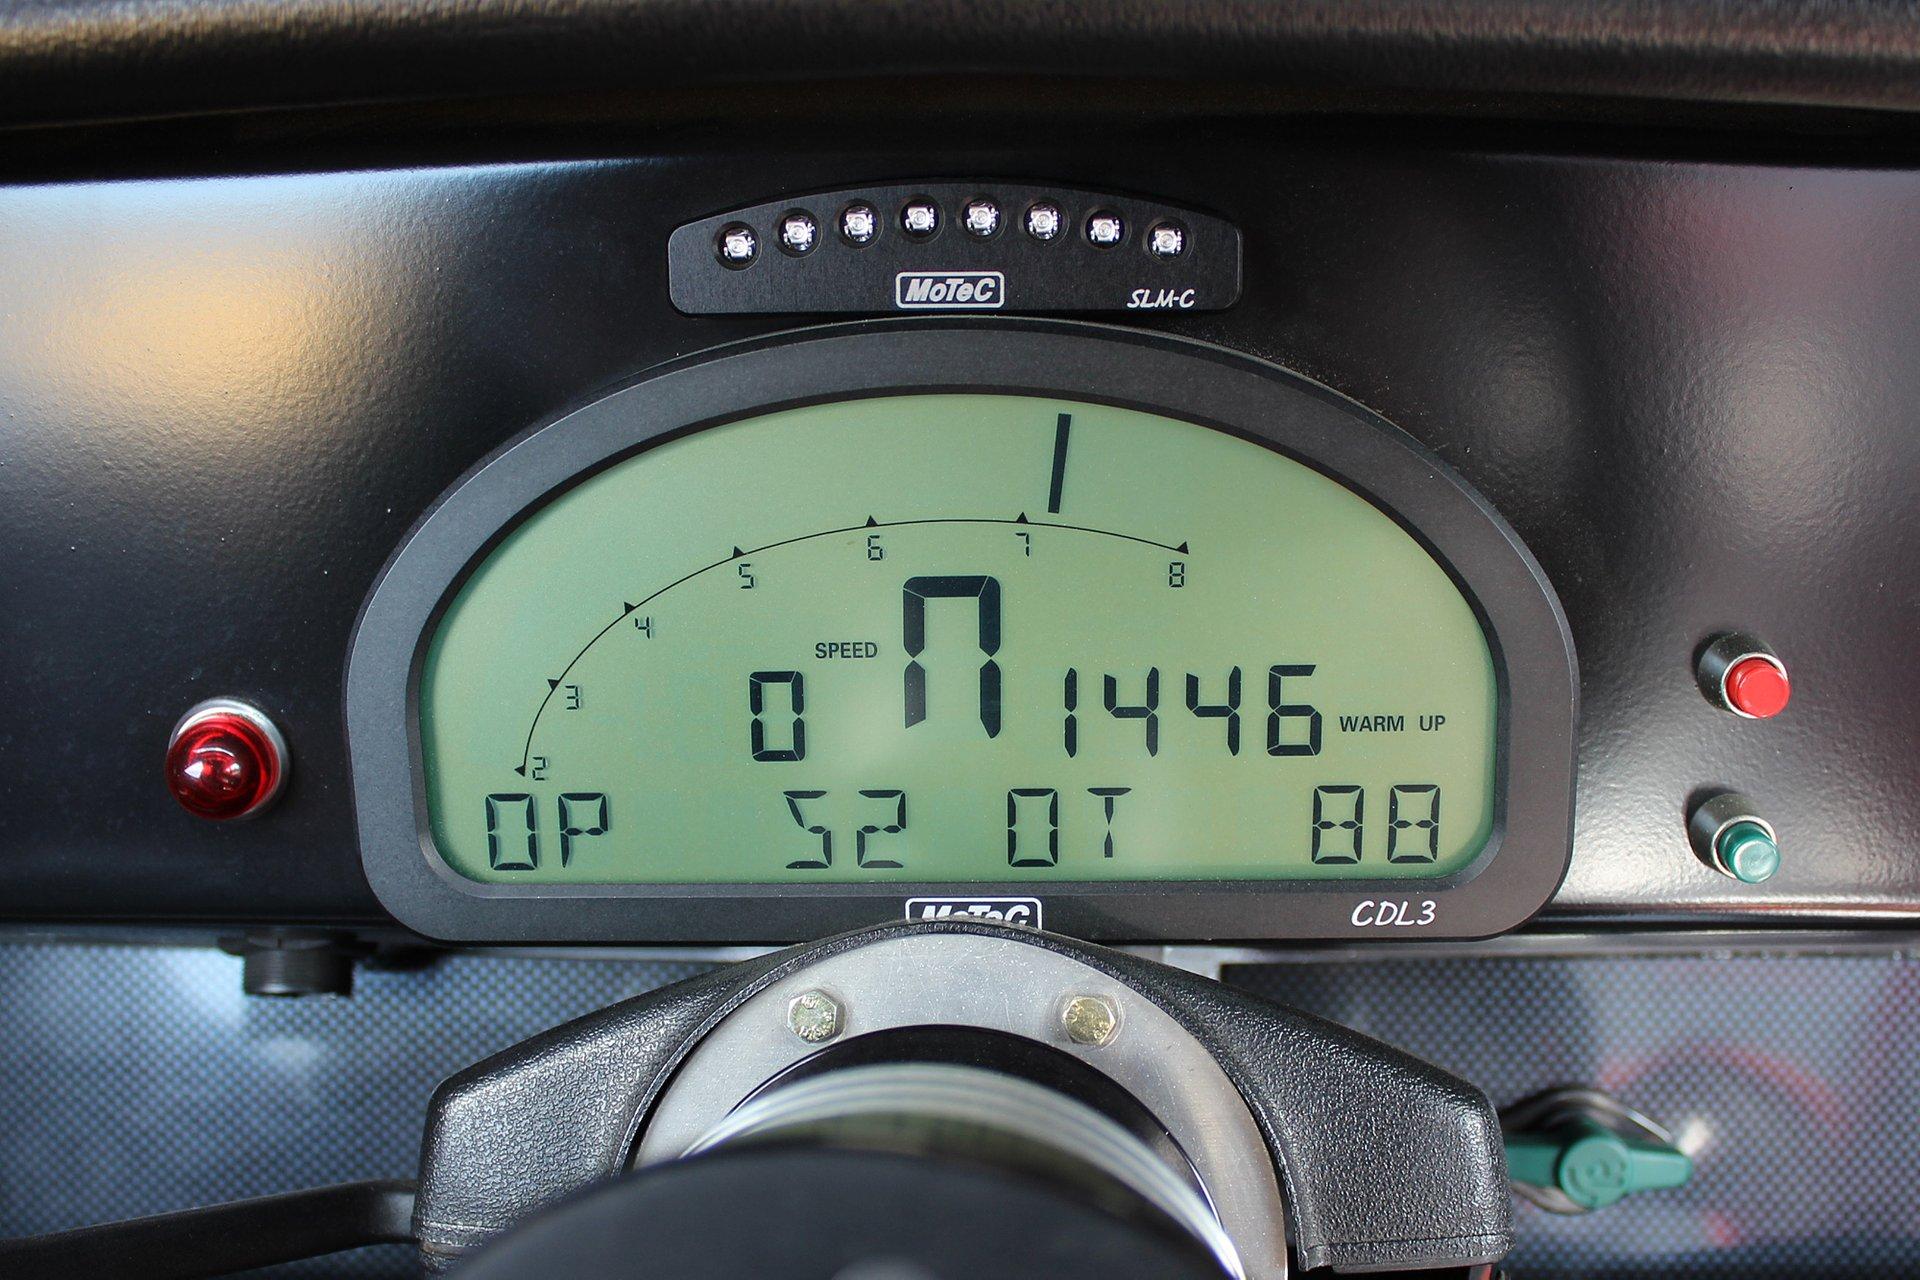 MoTeC
SLM-C
2 3 4 5 6 7 8
SPEED
0 n 1446 WARM UP
OP 52 OT 88
MoTeC
CDL3